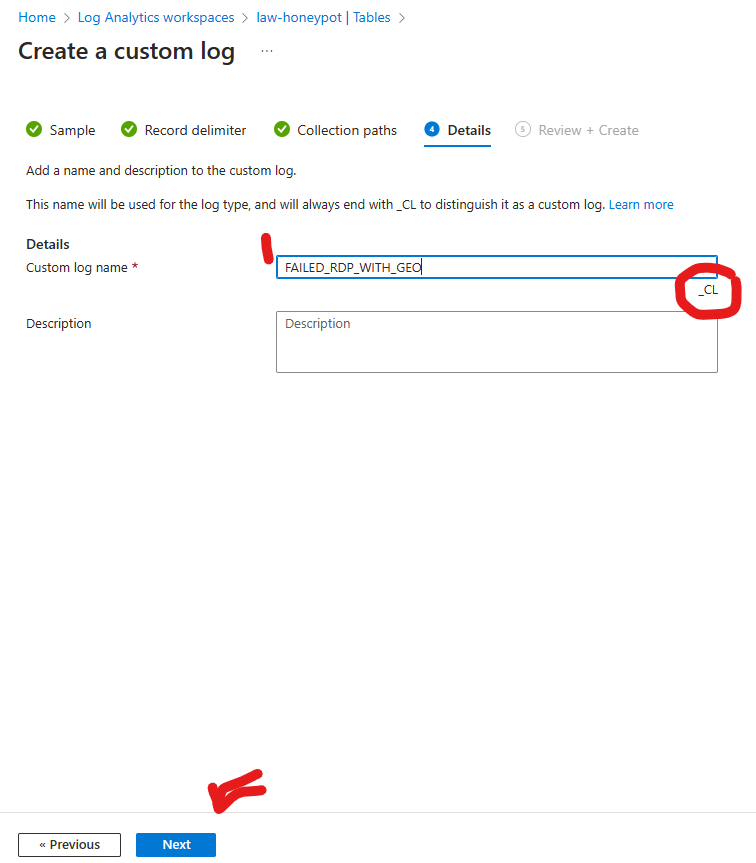 Home > Log Analytics workspaces > law-honeypot | Tables >
Create a custom log ...
Sample Record delimiter Collection paths 4 Details 5 Review + Create
Add a name and description to the custom log.
This name will be used for the log type, and will always end with _CL to distinguish it as a custom log. Learn more
Details
Custom log name * FAILED_RDP_WITH_GEO
_CL
Description Description
« Previous Next